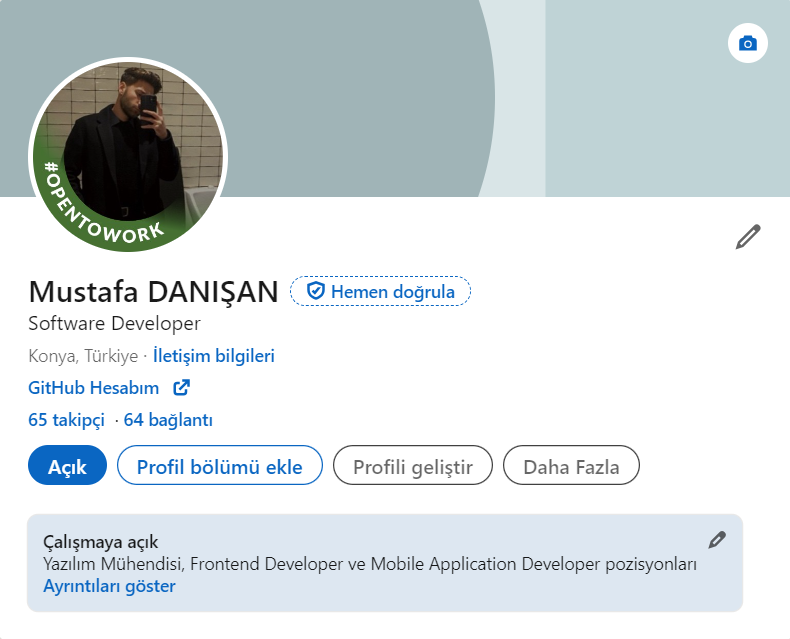 #OPENTOWORK
Mustafa DANIŞAN Hemen doğrula
Software Developer
Konya, Türkiye · İletişim bilgileri
GitHub Hesabım
65 takipçi · 64 bağlantı
Açık Profil bölümü ekle Profili geliştir Daha Fazla
Çalışmaya açık
Yazılım Mühendisi, Frontend Developer ve Mobile Application Developer pozisyonları
Ayrıntıları göster